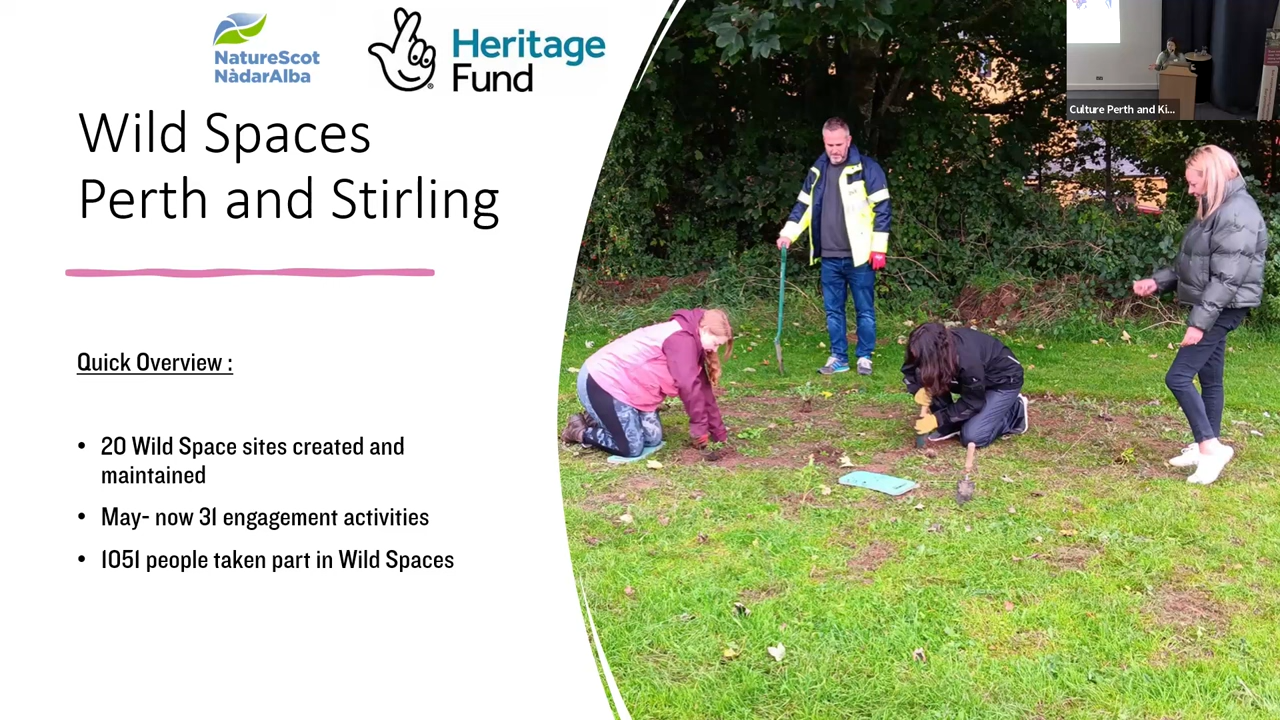 NatureScot
NàdarAlba
Heritage
Fund
Culture Perth and Ki...
Wild Spaces
Perth and Stirling
Quick Overview :
• 20 Wild Space sites created and
maintained
• May- now 31 engagement activities
• 1051 people taken part in Wild Spaces